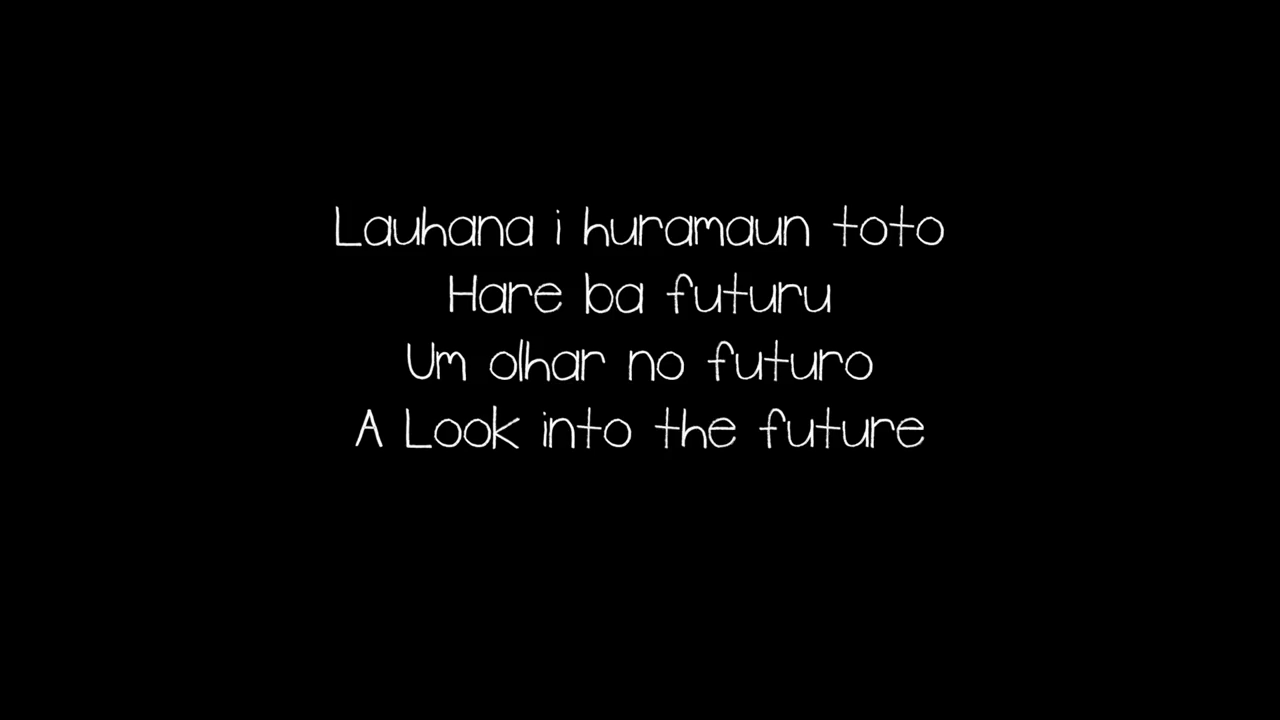 Lauhana i huramaun toto
Hare ba futuru
Um olhar no futuro
A Look into the future